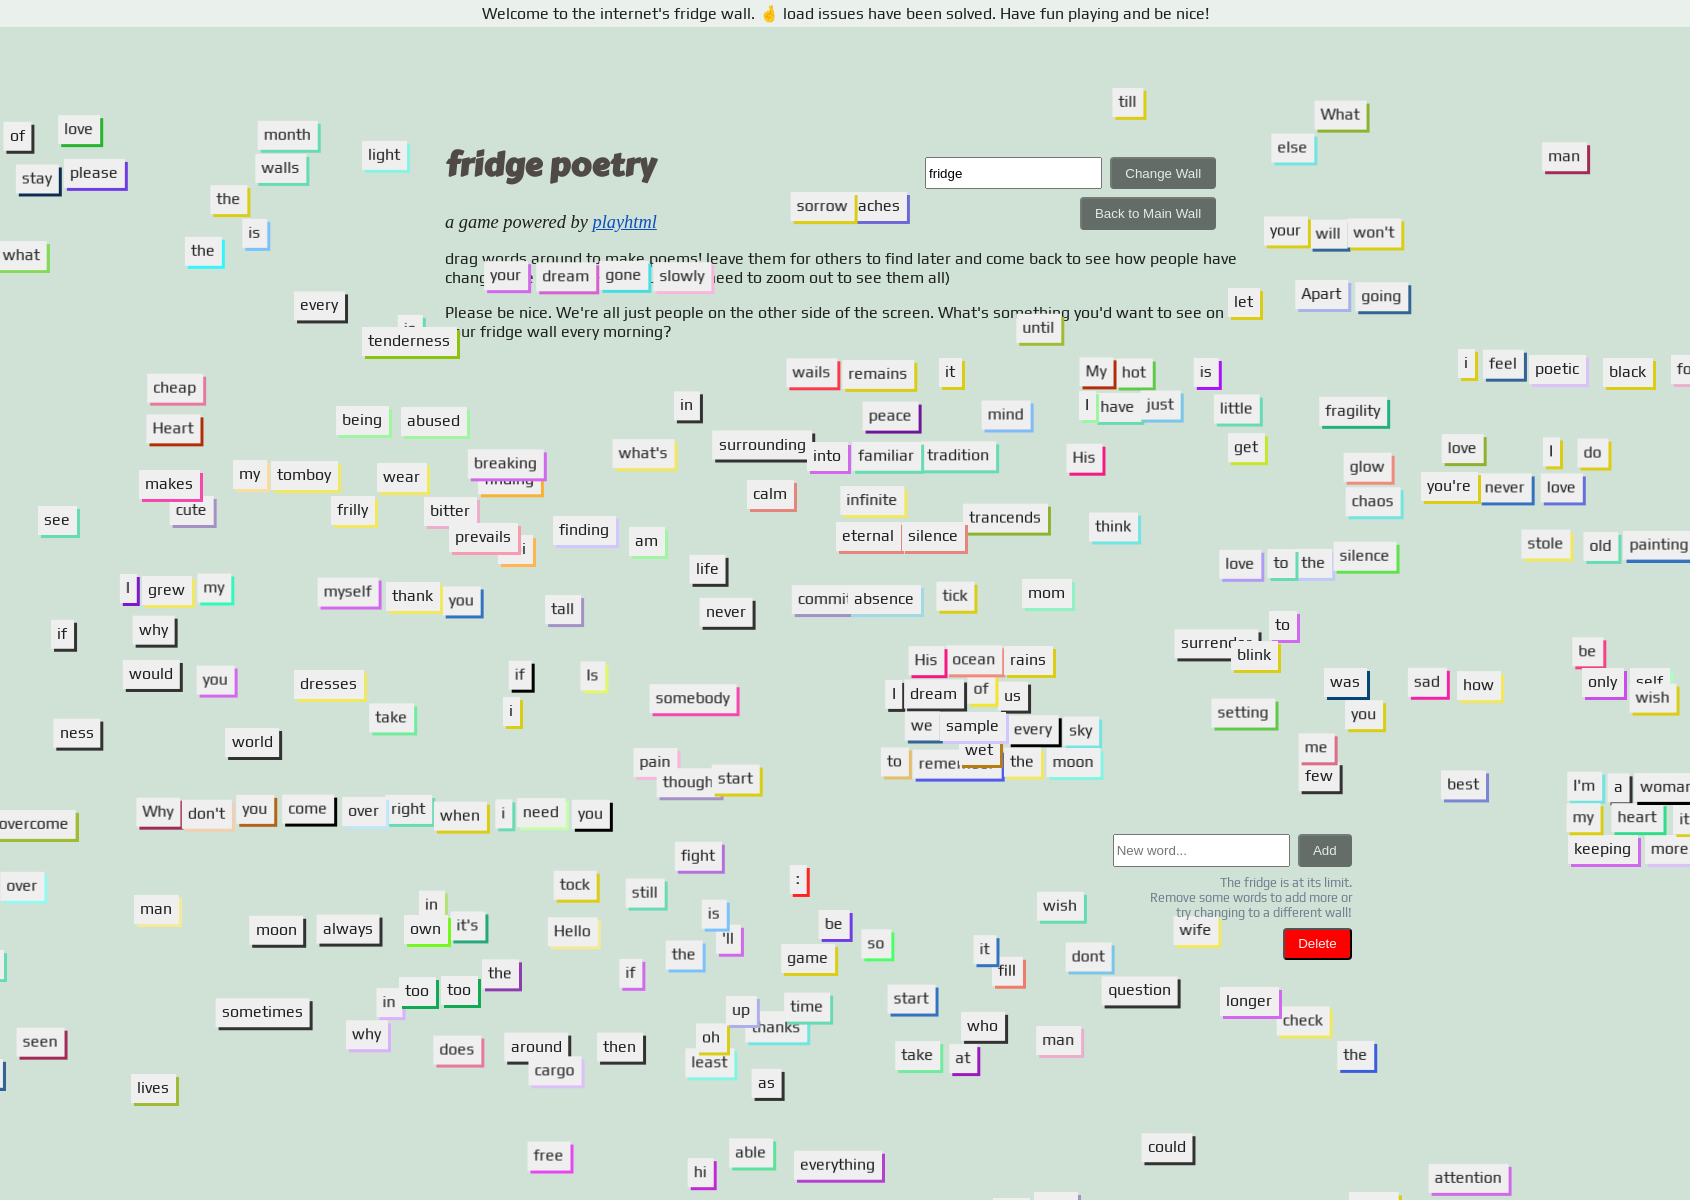 Welcome to the internet's fridge wall. 🤞 load issues have been solved. Have fun playing and be nice!
till
What
of
love
month
else
light
man
stay
please
walls
fridge poetry
fridge
Change Wall
the
sorrow
aches
Back to Main Wall
is
a game powered by playhtml
your
will
won't
what
the
drag words around to make poems! leave them for others to find later and come back to see how people have
your
dream
gone
slowly
need to zoom out to see them all)
every
let
Apart
going
Please be nice. We're all just people on the other side of the screen. What's something you'd want to see on
until
tenderness
fridge wall every morning?
wails
remains
it
My
hot
is
i
feel
poetic
black
cheap
in
peace
mind
I
have
just
little
fragility
Heart
being
abused
surrounding
what's
into
familiar
tradition
His
get
love
I
do
breaking
my
tomboy
wear
glow
makes
calm
infinite
chaos
you're
never
love
cute
frilly
bitter
see
trancends
think
prevails
i
finding
am
eternal
silence
stole
old
painting
life
love
to
the
silence
I
grew
my
myself
thank
you
tall
never
absence
tick
mom
if
why
to
blink
be
His
ocean
rains
would
you
dresses
if
Is
was
sad
how
only
self
somebody
I
dream
of
us
wish
take
i
setting
you
ness
world
we
sample
every
sky
me
pain
wet
to
the
moon
few
start
best
I'm
a
woman
Why
don't
you
come
over
right
when
i
need
you
my
heart
overcome
New word...
Add
keeping
more
fight
:
over
tock
still
The fridge is at its limit.
Remove some words to add more or
try changing to a different wall!
man
in
wish
moon
always
own
it's
Hello
is
be
wife
Delete
'll
so
the
game
it
dont
too
too
the
if
fill
in
question
sometimes
up
time
start
longer
why
oh
thanks
who
check
seen
does
around
then
man
least
take
at
the
cargo
lives
as
free
able
could
hi
everything
attention